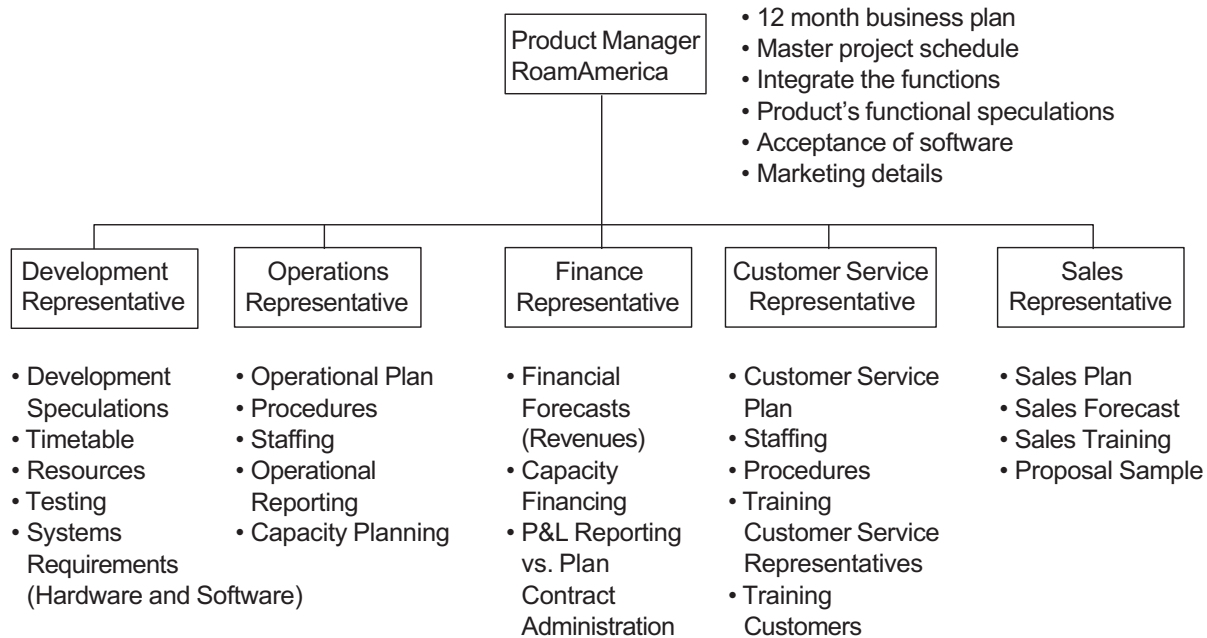 Product Manager
RoamAmerica
• 12 month business plan
• Master project schedule
• Integrate the functions
• Product’s functional speculations
• Acceptance of software
• Marketing details
Development
Representative
Operations
Representative
Finance
Representative
Customer Service
Representative
Sales
Representative
• Development
Speculations
• Timetable
• Resources
• Testing
• Systems
Requirements
(Hardware and Software)
• Operational Plan
• Procedures
• Staffing
• Operational
Reporting
• Capacity Planning
• Financial
Forecasts
(Revenues)
• Capacity
Financing
• P&L Reporting
vs. Plan
Contract
Administration
• Customer Service
Plan
• Staffing
• Procedures
• Training
Customer Service
Representatives
• Training
Customers
• Sales Plan
• Sales Forecast
• Sales Training
• Proposal Sample